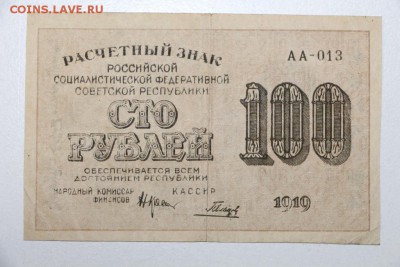 COINS.LAVE.RU
РАСЧЕТНЫЙ ЗНАК
РОССИЙСКОЙ
СОЦИАЛИСТИЧЕСКОЙ ФЕДЕРАТИВНОЙ
СОВЕТСКОЙ РЕСПУБЛИКИ
АА-013
СТО
РУБЛЕЙ
100
ОБЕСПЕЧИВАЕТСЯ ВСЕМ
ДОСТОЯНИЕМ РЕСПУБЛИКИ
НАРОДНЫЙ КОМИССАР
ФИНАНСОВ
КАССИР
1919